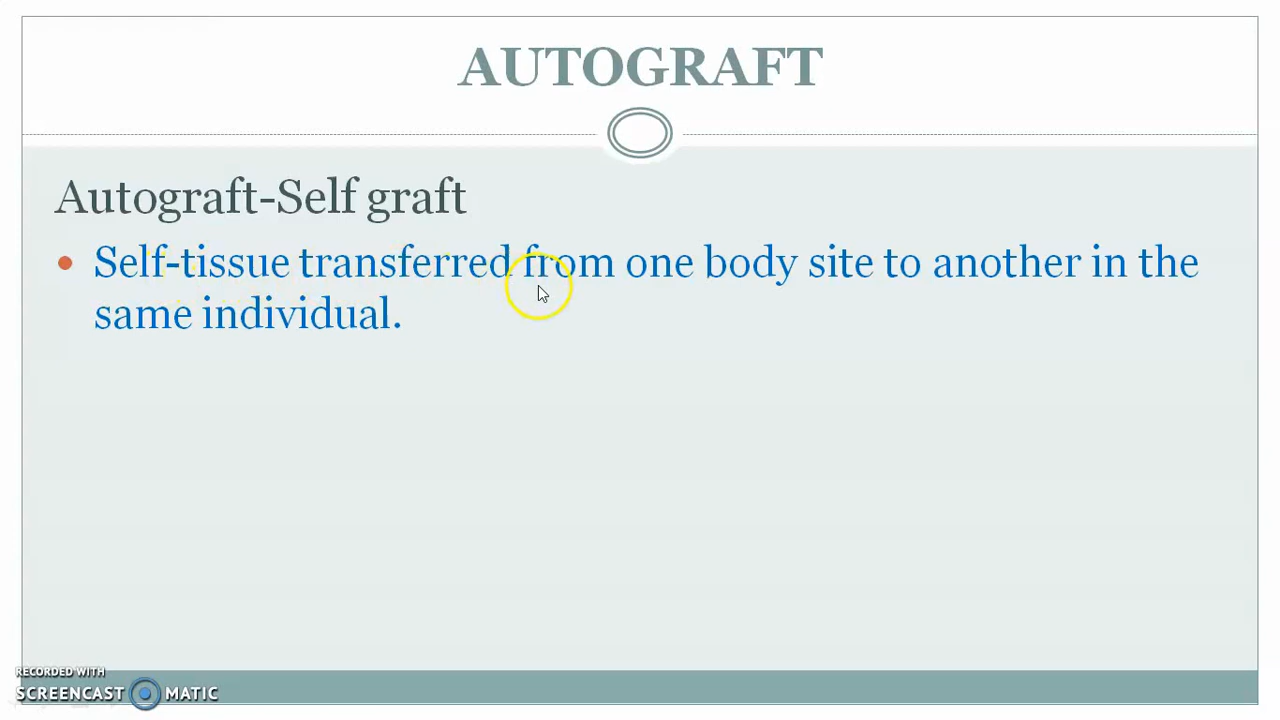 AUTOGRAFT
Autograft-Self graft
• Self-tissue transferred from one body site to another in the
same individual.
RECORDED WITH
SCREENCAST MATIC